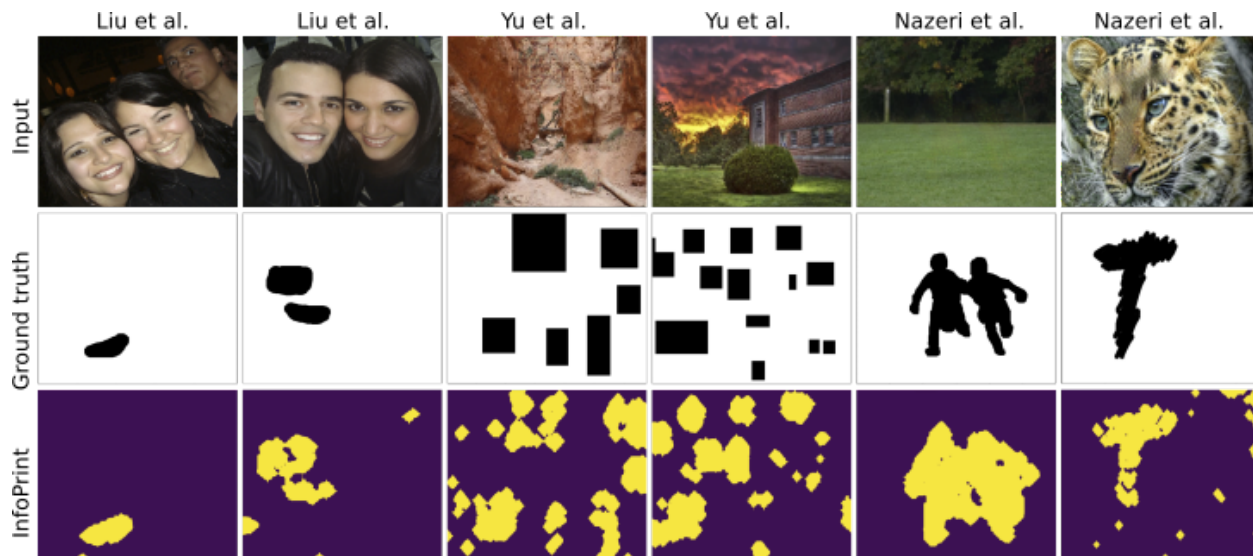 Liu et al. Liu et al. Yu et al. Yu et al. Nazeri et al. Nazeri et al.
Input
Ground truth
InfoPrint